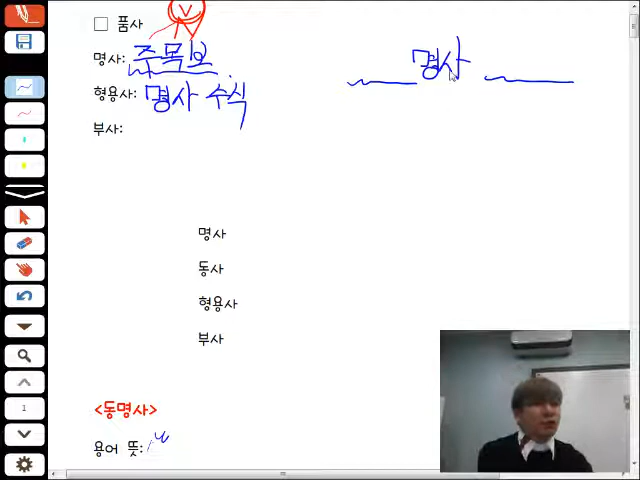 V
N
□ 품사
명사: 주목보
명사
형용사: 명사 수식
부사:
명사
동사
형용사
부사
<동명사>
용어 뜻:
1